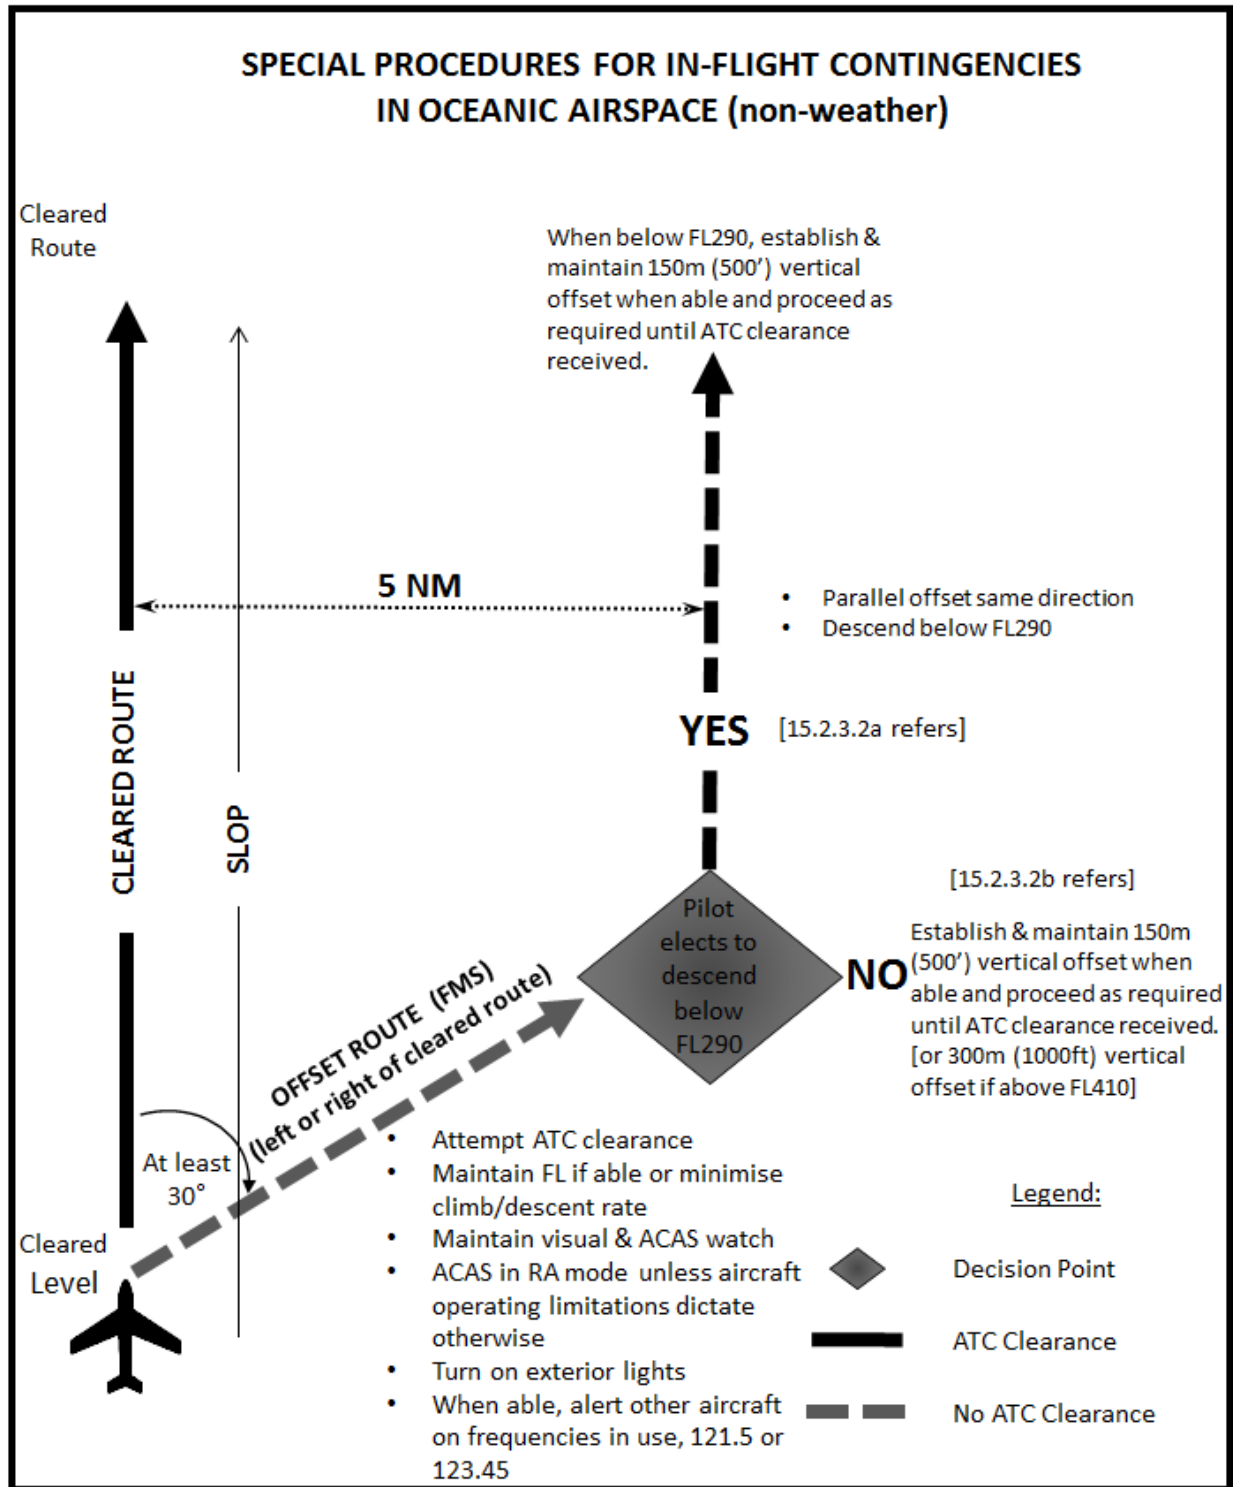 SPECIAL PROCEDURES FOR IN-FLIGHT CONTINGENCIES
IN OCEANIC AIRSPACE (non-weather)
Cleared
Route
When below FL290, establish &
maintain 150m (500') vertical
offset when able and proceed as
required until ATC clearance
received.
5 NM
• Parallel offset same direction
• Descend below FL290
CLEARED ROUTE
SLOP
YES
[15.2.3.2a refers]
Pilot
elects to
descend
below
FL290
NO
[15.2.3.2b refers]
Establish & maintain 150m
(500') vertical offset when
able and proceed as required
until ATC clearance received.
[or 300m (1000ft) vertical
offset if above FL410]
OFFSET ROUTE (FMS)
(left or right of cleared route)
At least
30°
Cleared
Level
• Attempt ATC clearance
• Maintain FL if able or minimise
climb/descent rate
• Maintain visual & ACAS watch
• ACAS in RA mode unless aircraft
operating limitations dictate
otherwise
• Turn on exterior lights
• When able, alert other aircraft
on frequencies in use, 121.5 or
123.45
Legend:
Decision Point
ATC Clearance
No ATC Clearance